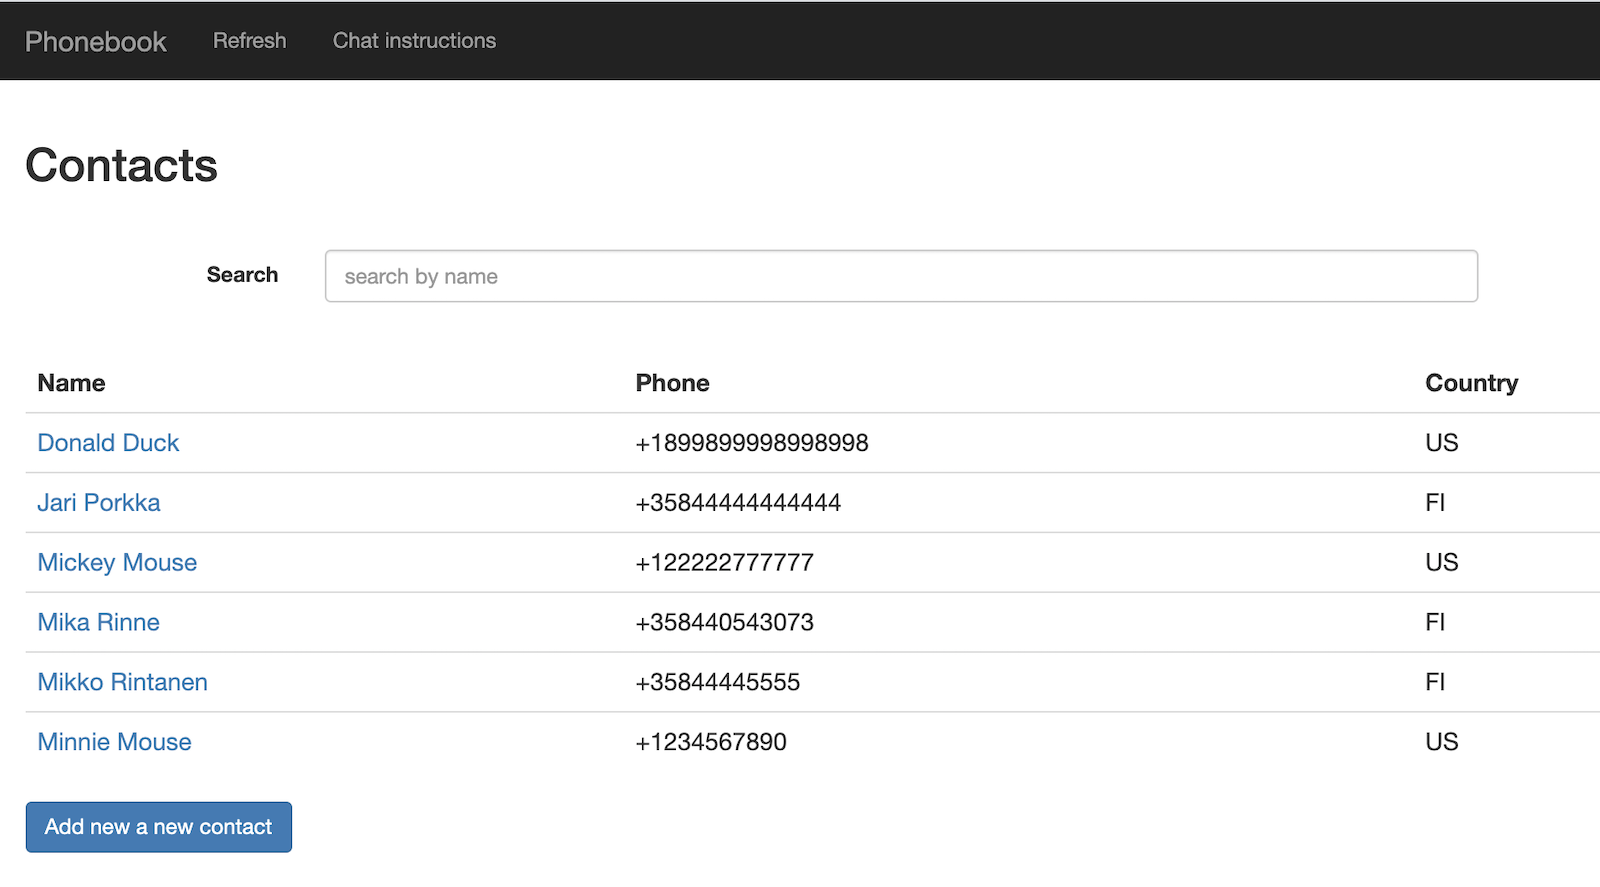 Phonebook Refresh Chat instructions
Contacts
Search search by name
Name Phone Country
Donald Duck +1899899998998998 US
Jari Porkka +35844444444444 FI
Mickey Mouse +122222777777 US
Mika Rinne +358440543073 FI
Mikko Rintanen +35844445555 FI
Minnie Mouse +1234567890 US
Add new a new contact